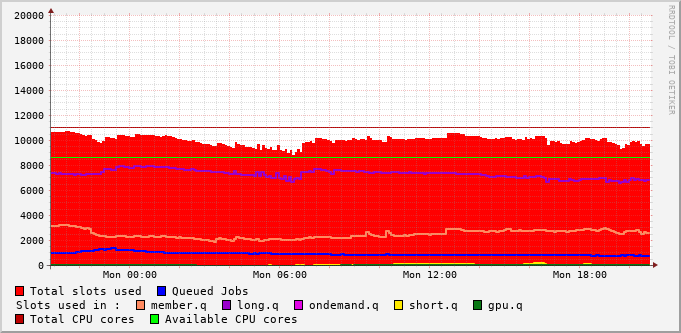 RRDTOOL / TOBI OETIKER
20000
18000
16000
14000
12000
10000
8000
6000
4000
2000
0
Mon 00:00 Mon 06:00 Mon 12:00 Mon 18:00
Total slots used Queued Jobs
Slots used in : member.q long.q ondemand.q short.q gpu.q
Total CPU cores Available CPU cores